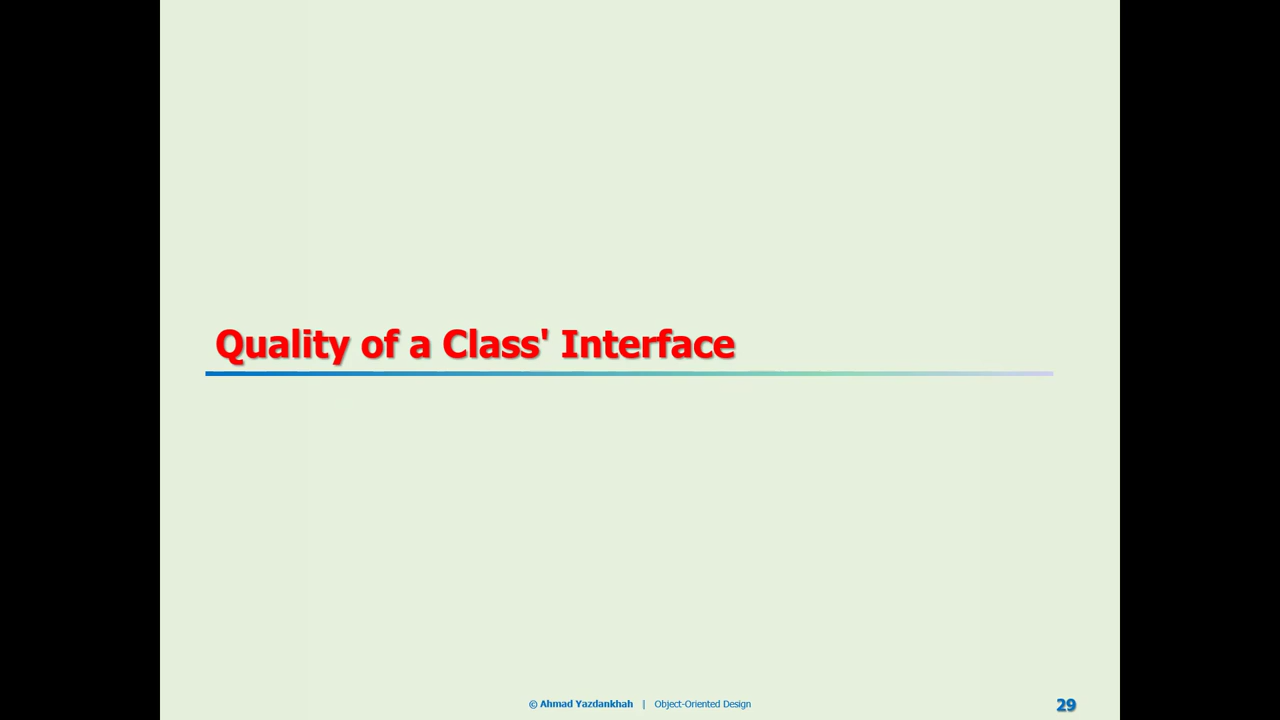 Quality of a Class' Interface
© Ahmad Yazdankhah | Object-Oriented Design
29